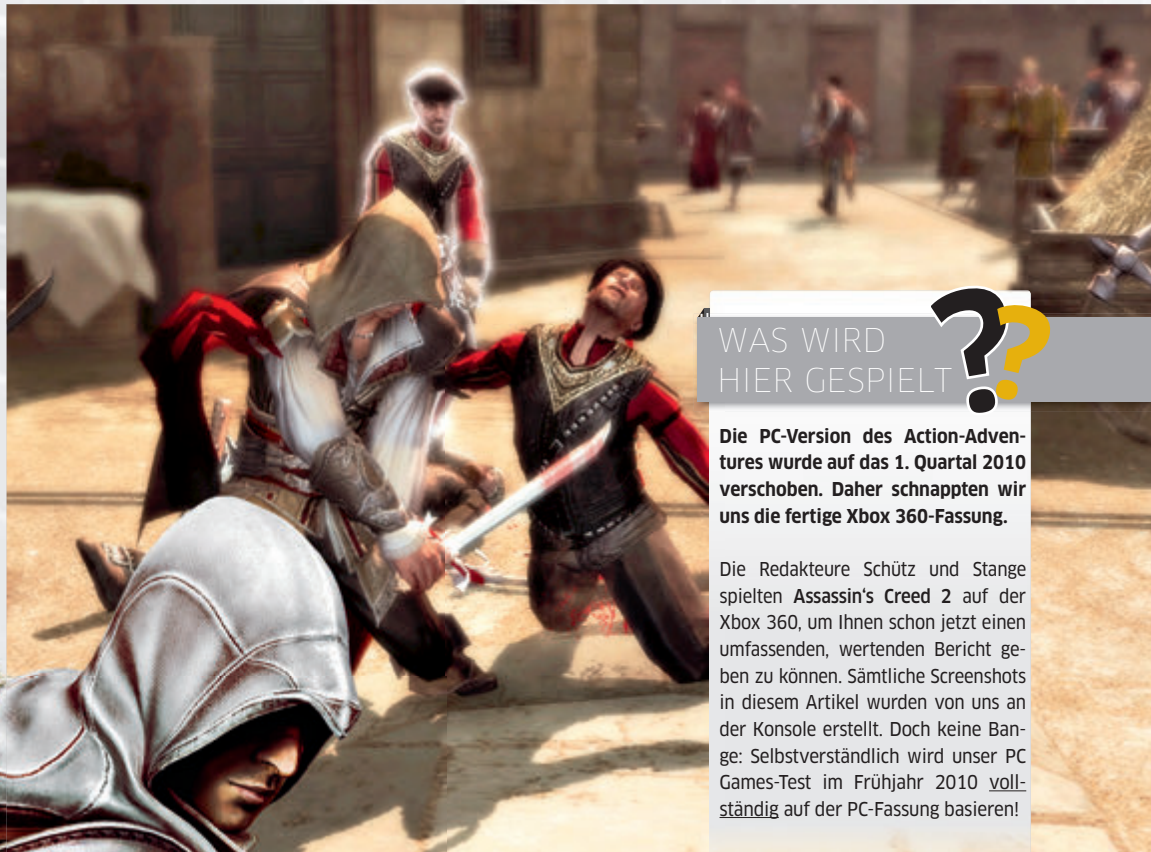 WAS WIRD
HIER GESPIELT??
Die PC-Version des Action-Adven-
tures wurde auf das 1. Quartal 2010
verschoben. Daher schnappten wir
uns die fertige Xbox 360-Fassung.
Die Redakteure Schütz und Stange
spielten Assassin‘s Creed 2 auf der
Xbox 360, um Ihnen schon jetzt einen
umfassenden, wertenden Bericht ge-
ben zu können. Sämtliche Screenshots
in diesem Artikel wurden von uns an
der Konsole erstellt. Doch keine Ban-
ge: Selbstverständlich wird unser PC
Games-Test im Frühjahr 2010 voll-
ständig auf der PC-Fassung basieren!